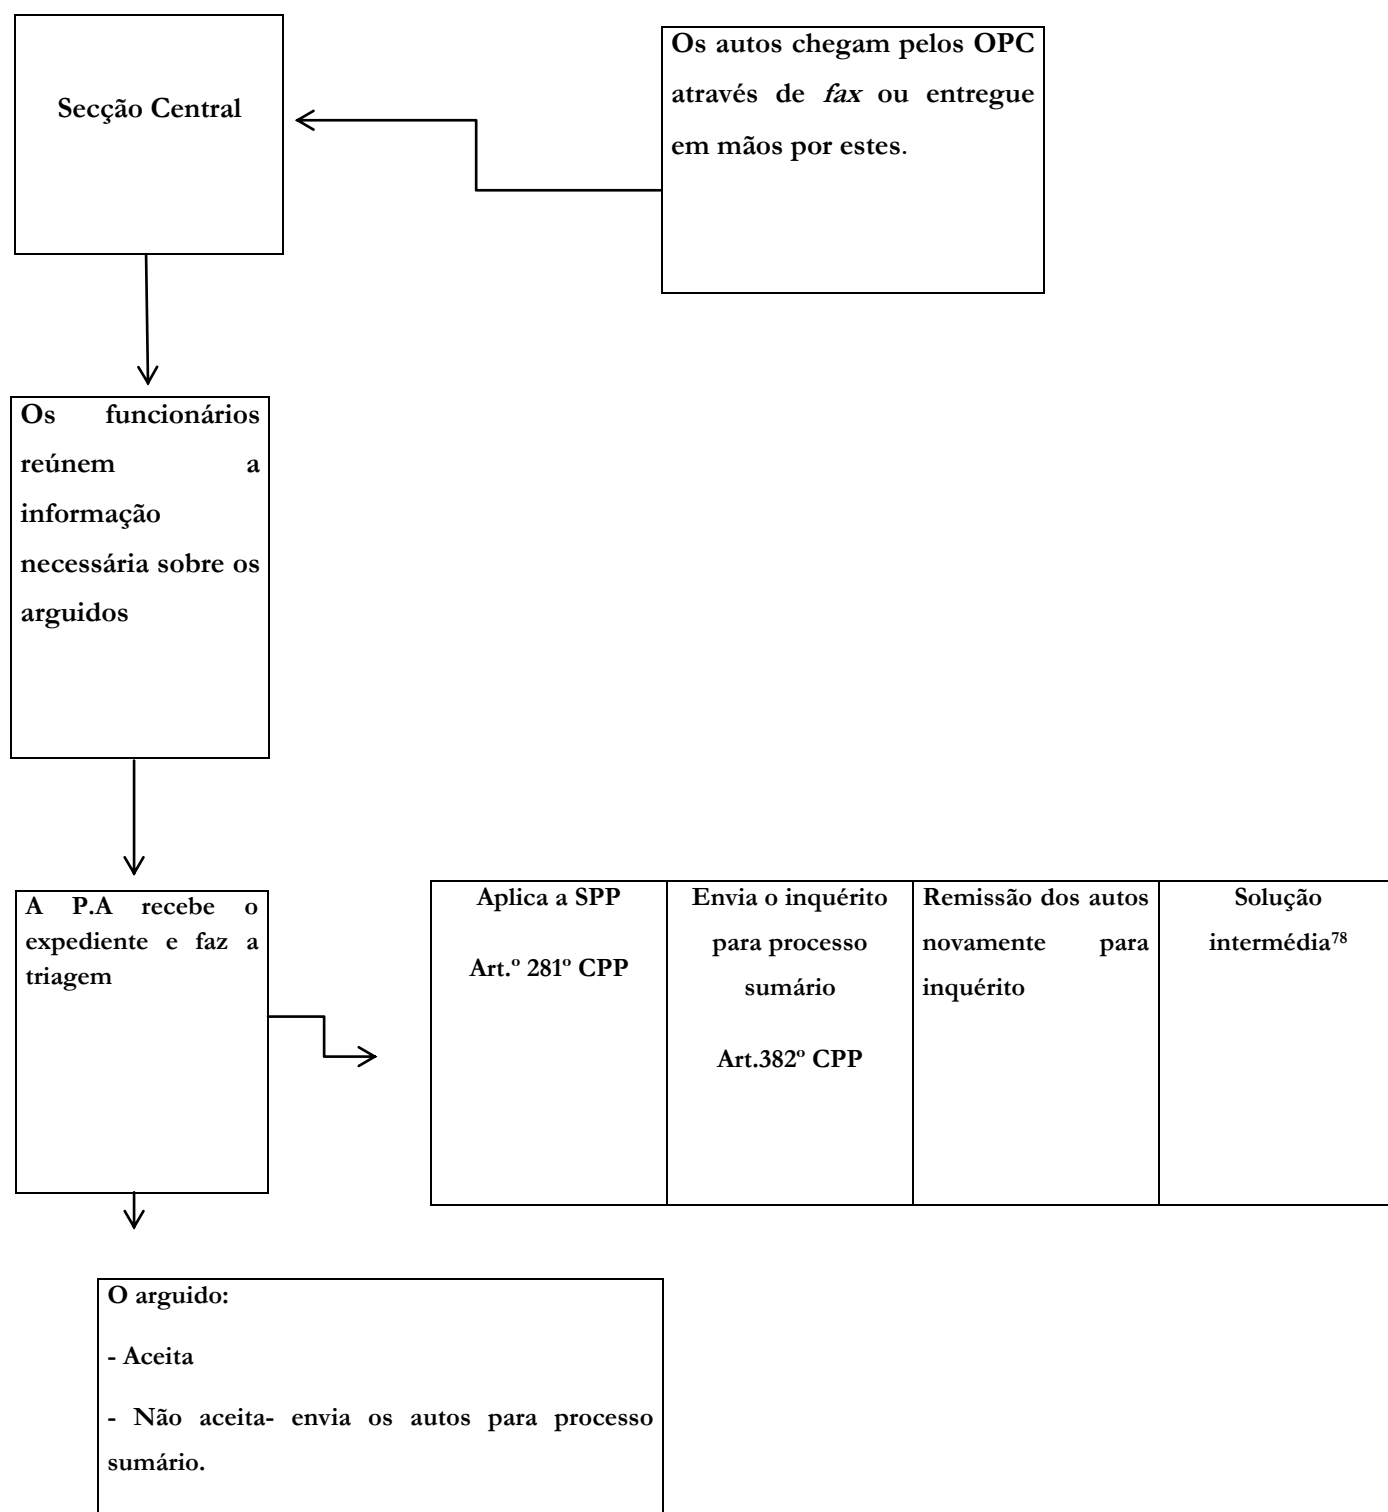 Secção Central
Os autos chegam pelos OPC
através de fax ou entregue
em mãos por estes.
Os funcionários
reúnem a
informação
necessária sobre os
arguidos
A P.A recebe o
expediente e faz a
triagem
Aplica a SPP
Art.º 281º CPP
Envia o inquérito
para processo
sumário
Art.382º CPP
Remissão dos autos
novamente para
inquérito
Solução
intermédia⁷⁸
O arguido:
- Aceita
- Não aceita- envia os autos para processo
sumário.